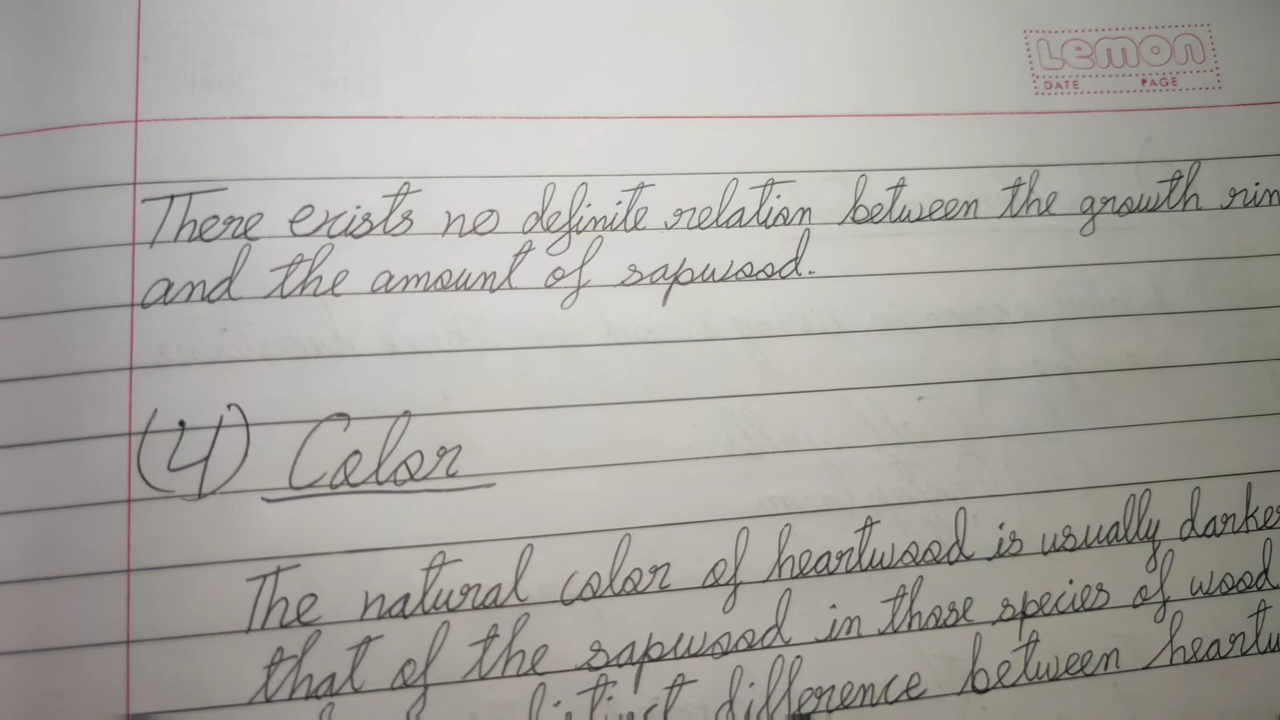 Lemon
DATE PAGE
There exists no definite relation between the growth rin
and the amount of sapwood.
(4) Color
The natural color of heartwood is usually darke
that of the sapwood in those species of wood
distinct difference between heartw